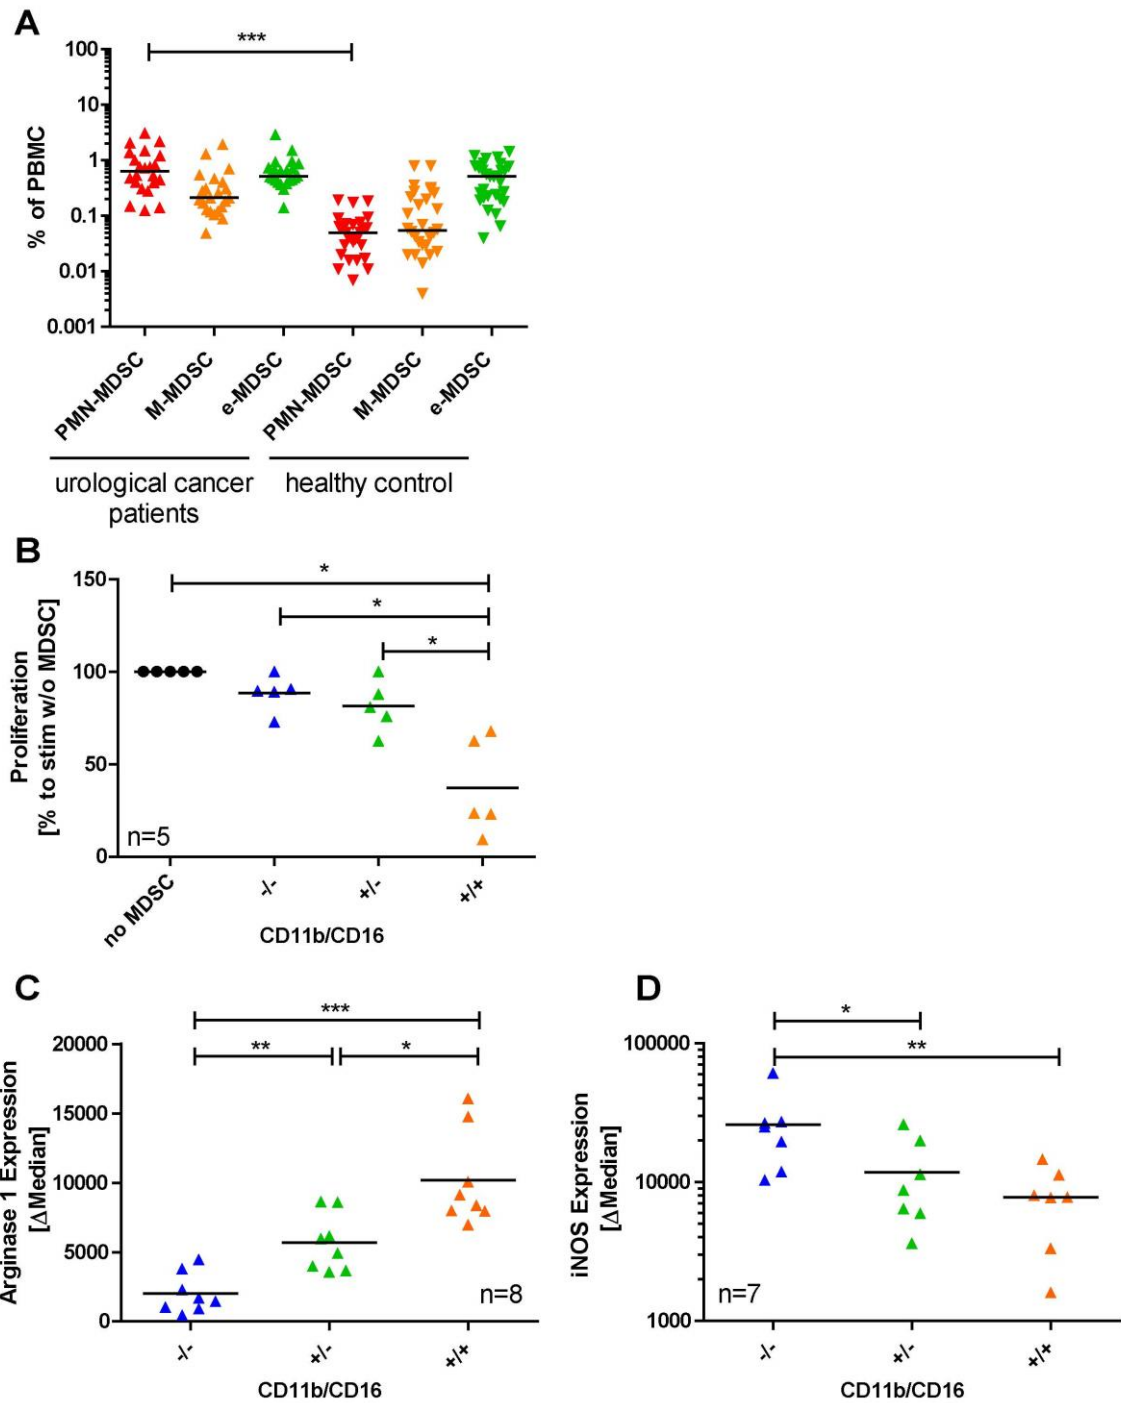 A
***
100
10
1
0.1
0.01
0.001
% of PBMC
PMN-MDSC
M-MDSC
e-MDSC
PMN-MDSC
M-MDSC
e-MDSC
urological cancer
patients
healthy control
B
*
*
*
150
100
50
0
Proliferation
[% to stim w/o MDSC]
n=5
no MDSC
-/-
+/-
+/+
CD11b/CD16
C
***
**
*
20000
15000
10000
5000
0
Arginase 1 Expression
[ΔMedian]
n=8
-/-
+/-
+/+
CD11b/CD16
D
*
**
100000
10000
1000
iNOS Expression
[ΔMedian]
n=7
-/-
+/-
+/+
CD11b/CD16